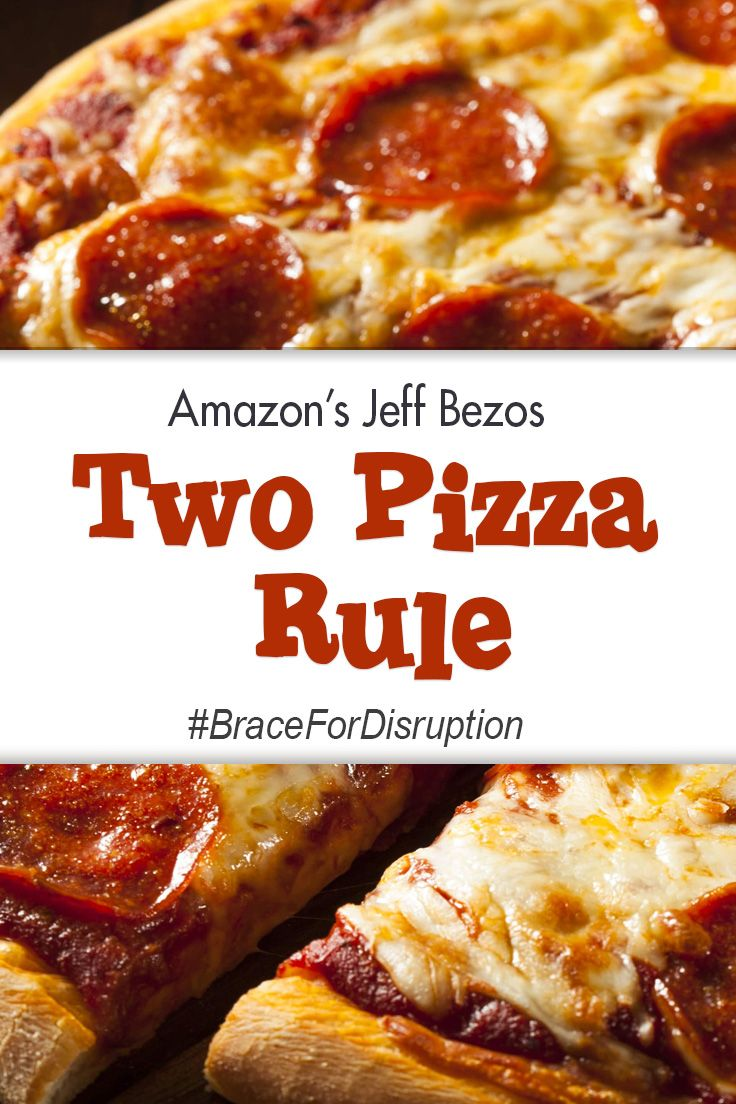 Amazon’s Jeff Bezos
Two Pizza
Rule
#BraceForDisruption